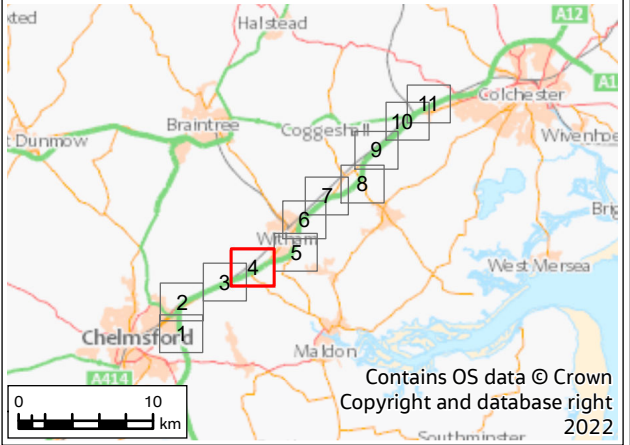 xted
Halstead
A12
A1
Colchester
11
10
Braintree
Coggeshall
t Dunmow
Wivenhoe
9
8
7
6
Brig
Witham
5
4
West Mersea
3
2
Chelmsford
1
Maldon
A414
0 10
km
Contains OS data © Crown
Copyright and database right
2022
Southminster